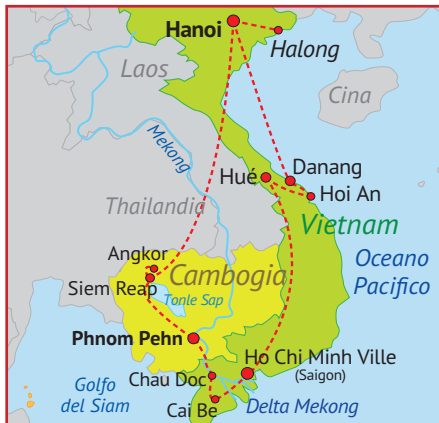 Hanoi
Halong
Laos
Cina
Mekong
Hué
Danang
Hoi An
Thailandia
Vietnam
Angkor
Cambogia
Oceano
Pacifico
Siem Reap
Tonle Sap
Phnom Pehn
Ho Chi Minh Ville
(Saigon)
Chau Doc
Golfo
del Siam
Cai Be
Delta Mekong